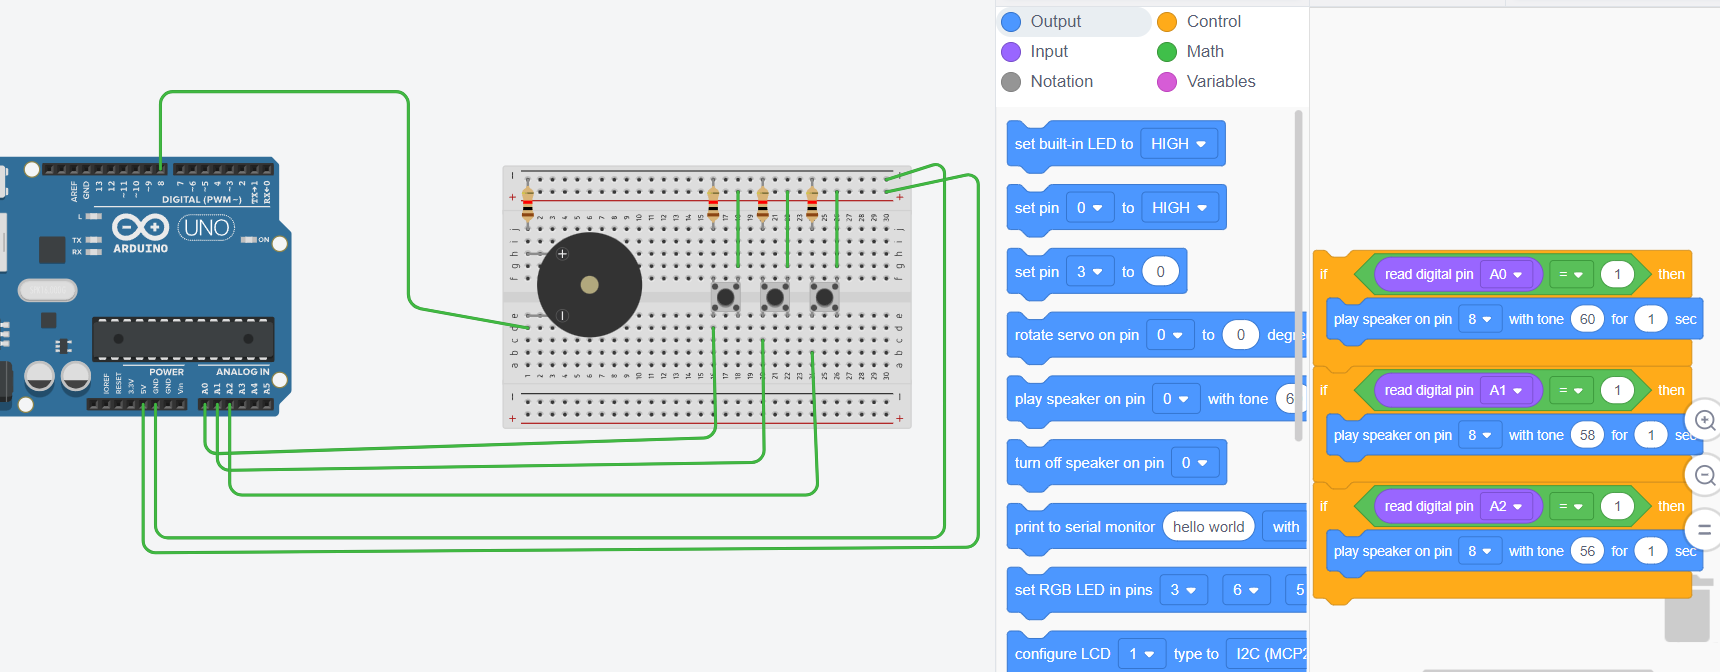 Output
Control
Input
Math
Notation
Variables
set built-in LED to HIGH
set pin 0 to HIGH
set pin 3 to 0
rotate servo on pin 0 to 0 degre
play speaker on pin 0 with tone 6
turn off speaker on pin 0
print to serial monitor hello world with
set RGB LED in pins 3 6 5
configure LCD 1 type to I2C (MCP2
if read digital pin A0 = 1 then
play speaker on pin 8 with tone 60 for 1 sec
if read digital pin A1 = 1 then
play speaker on pin 8 with tone 58 for 1 sec
if read digital pin A2 = 1 then
play speaker on pin 8 with tone 56 for 1 sec
AREF GND 13 12 ~11 ~10 ~9 8 7 ~6 ~5 4 ~3 2 TX→1 RX←0
DIGITAL (PWM~)
L
TX
RX
ARDUINO
UNO
ON
POWER
ANALOG IN
IOREF RESET 3.3V 5V GND GND Vin A0 A1 A2 A3 A4 A5